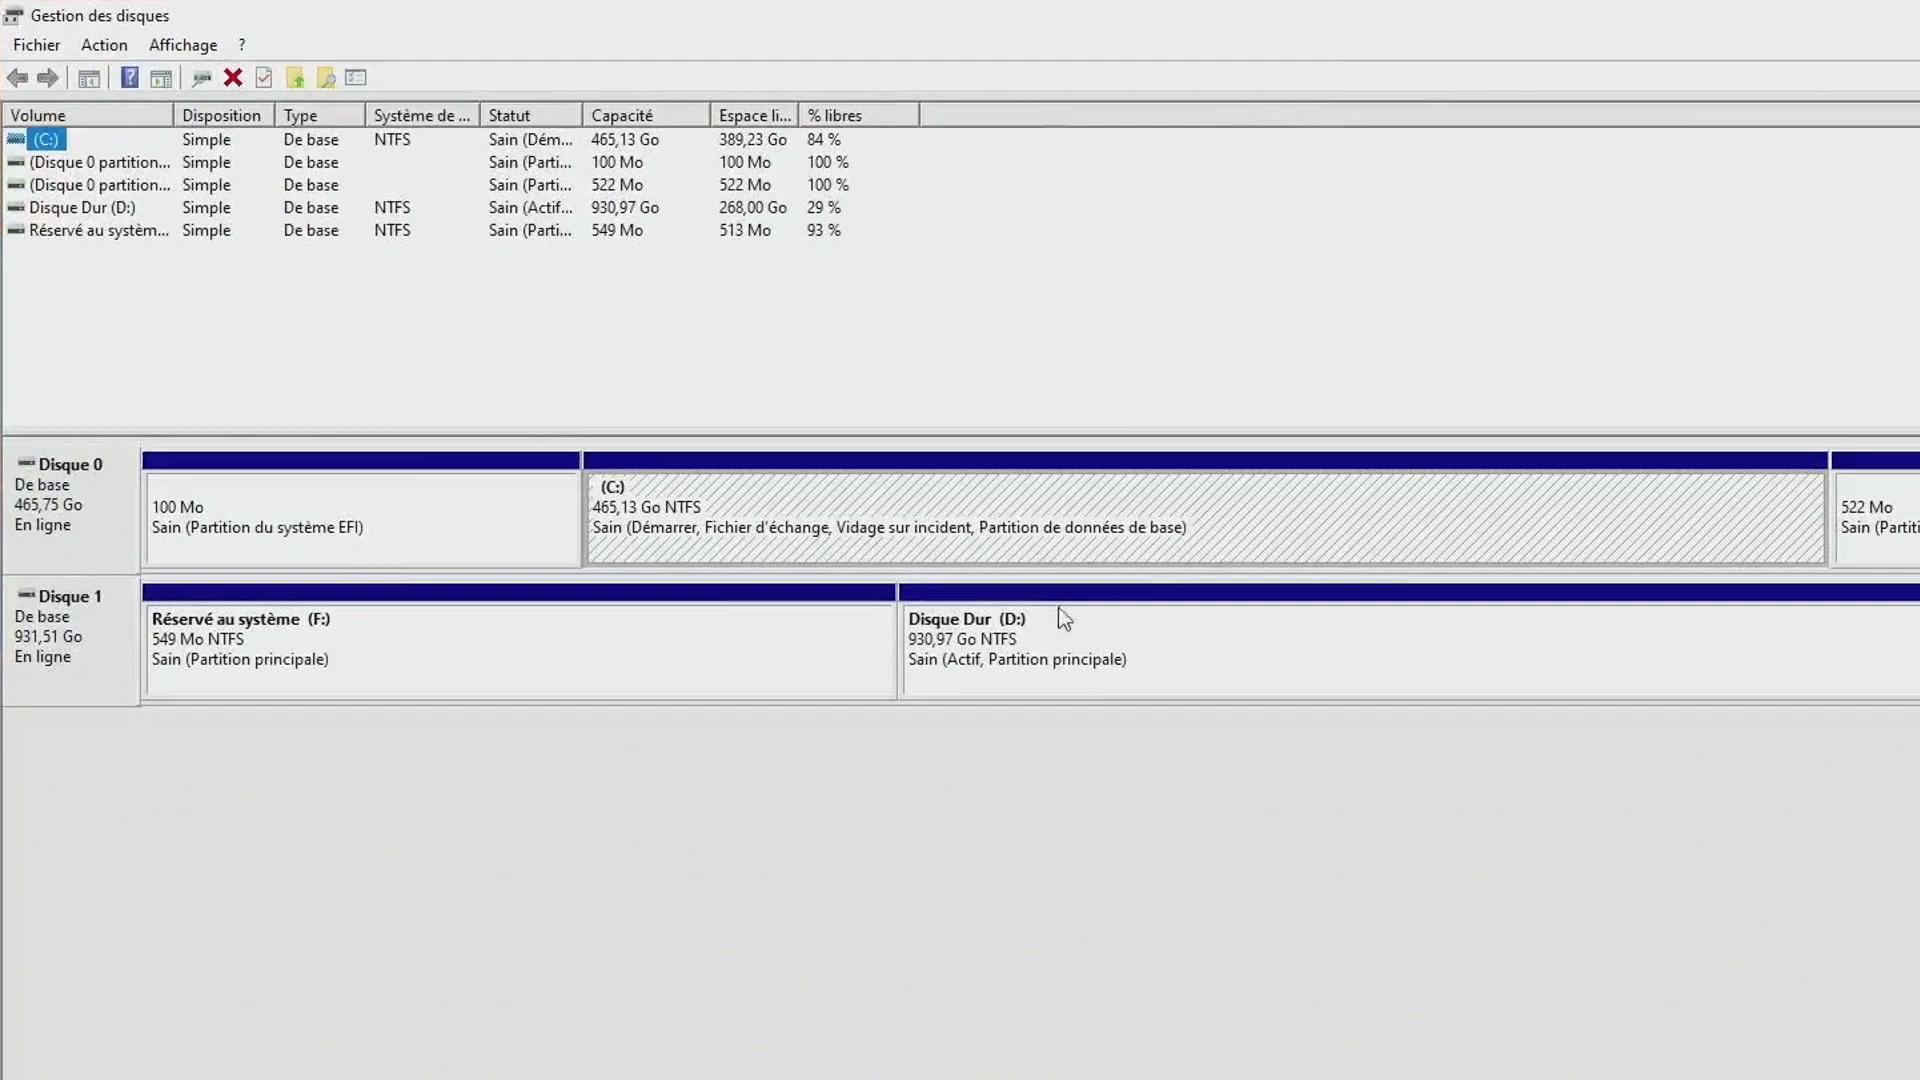 Gestion des disques
Fichier Action Affichage ?
Volume Disposition Type Système de ... Statut Capacité Espace li... % libres
(C:) Simple De base NTFS Sain (Dém... 465,13 Go 389,23 Go 84 %
(Disque 0 partition... Simple De base Sain (Parti... 100 Mo 100 Mo 100 %
(Disque 0 partition... Simple De base Sain (Parti... 522 Mo 522 Mo 100 %
Disque Dur (D:) Simple De base NTFS Sain (Actif... 930,97 Go 268,00 Go 29 %
Réservé au systèm... Simple De base NTFS Sain (Parti... 549 Mo 513 Mo 93 %
Disque 0
De base
465,75 Go
En ligne
100 Mo
Sain (Partition du système EFI)
(C:)
465,13 Go NTFS
Sain (Démarrer, Fichier d'échange, Vidage sur incident, Partition de données de base)
522 Mo
Sain (Partiti
Disque 1
De base
931,51 Go
En ligne
Réservé au système (F:)
549 Mo NTFS
Sain (Partition principale)
Disque Dur (D:)
930,97 Go NTFS
Sain (Actif, Partition principale)